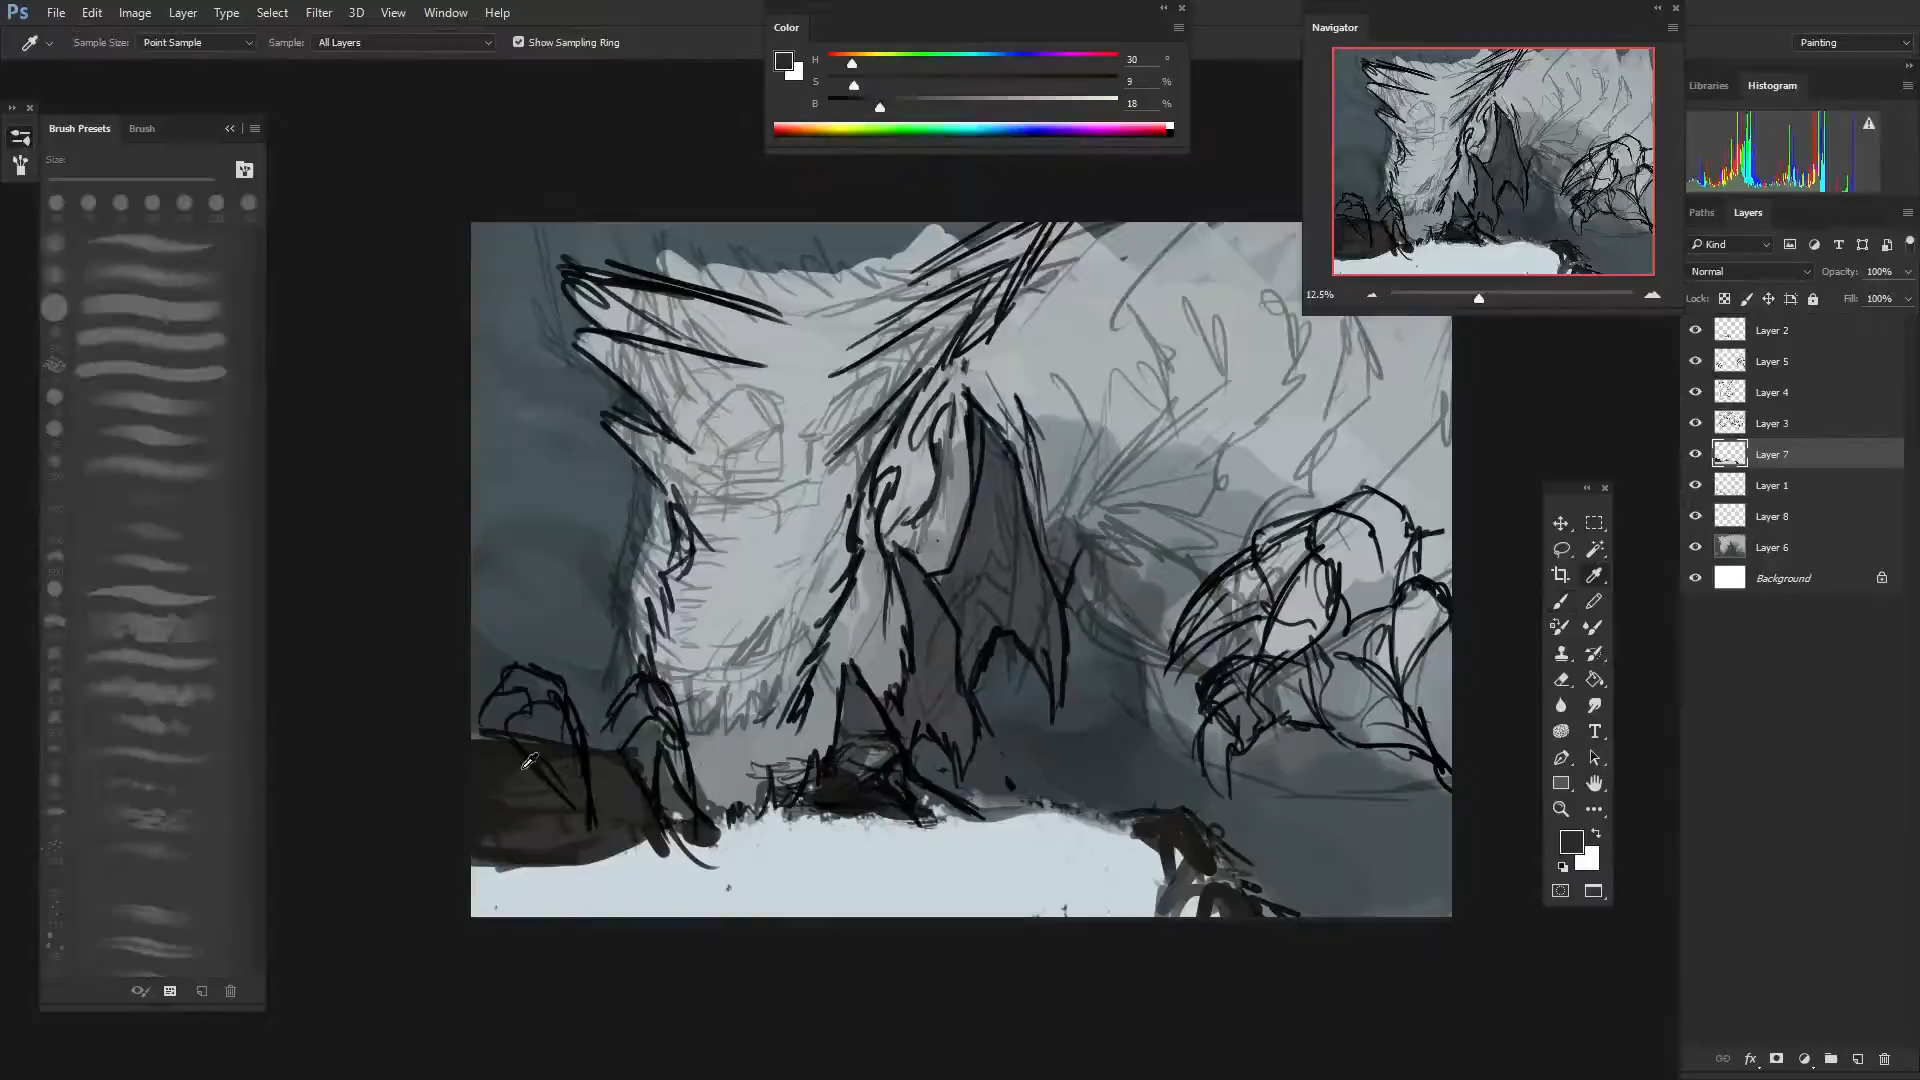 Ps File Edit Image Layer Type Select Filter 3D View Window Help
Sample Size: Point Sample Sample: All Layers Show Sampling Ring
Color
H 30 °
S 9 %
B 18 %
Navigator
12.5%
Painting
Libraries Histogram
Paths Layers
Kind
Normal Opacity: 100%
Lock: Fill: 100%
Layer 2
Layer 5
Layer 4
Layer 3
Layer 7
Layer 1
Layer 8
Layer 6
Background
Brush Presets Brush
Size: